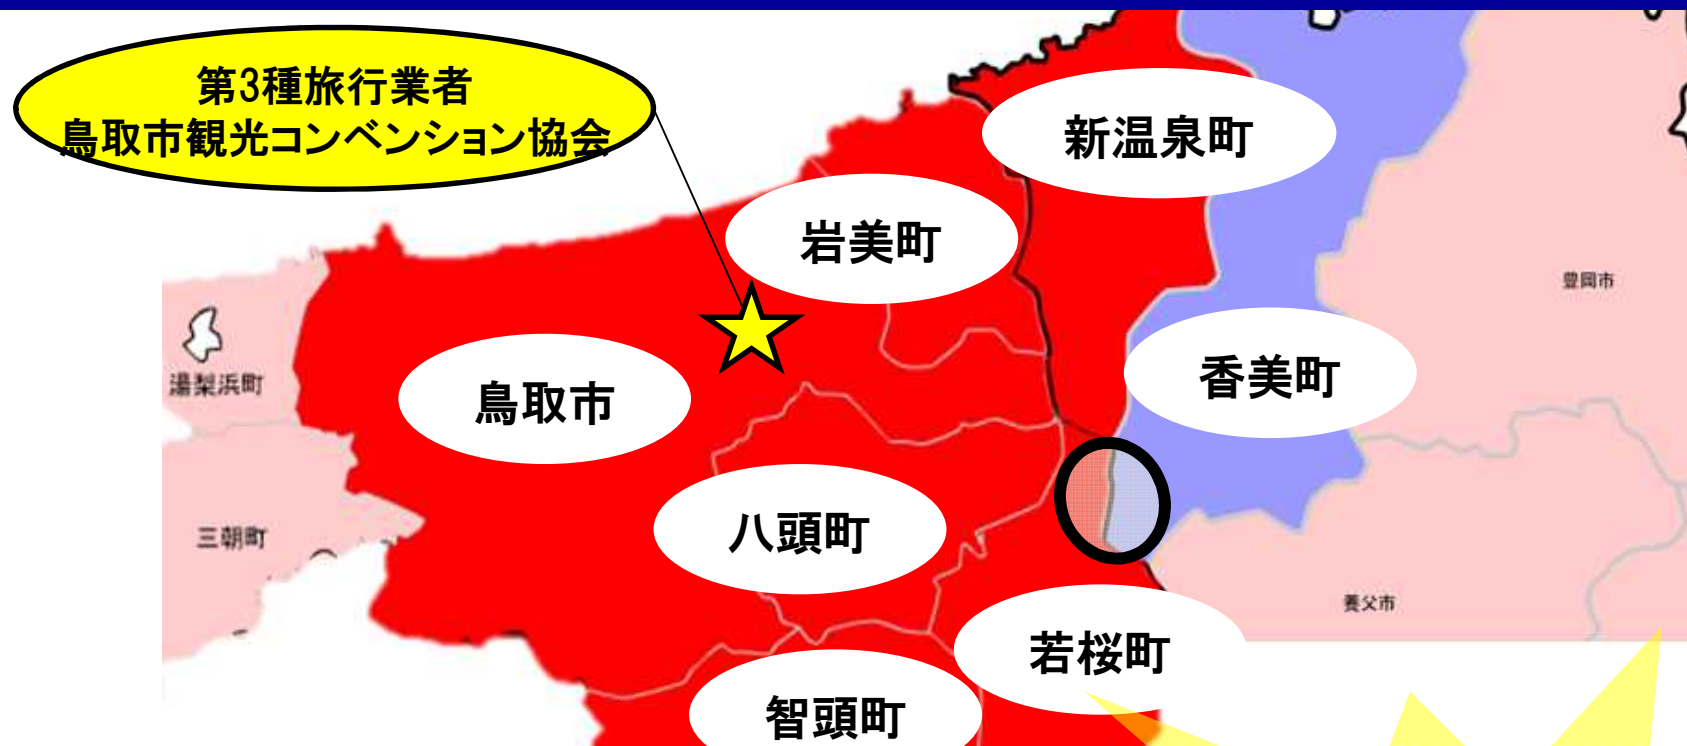 第3種旅行業者
鳥取市観光コンベンション協会
新温泉町
岩美町
豊岡市
香美町
湯梨浜町
鳥取市
八頭町
三朝町
養父市
若桜町
智頭町